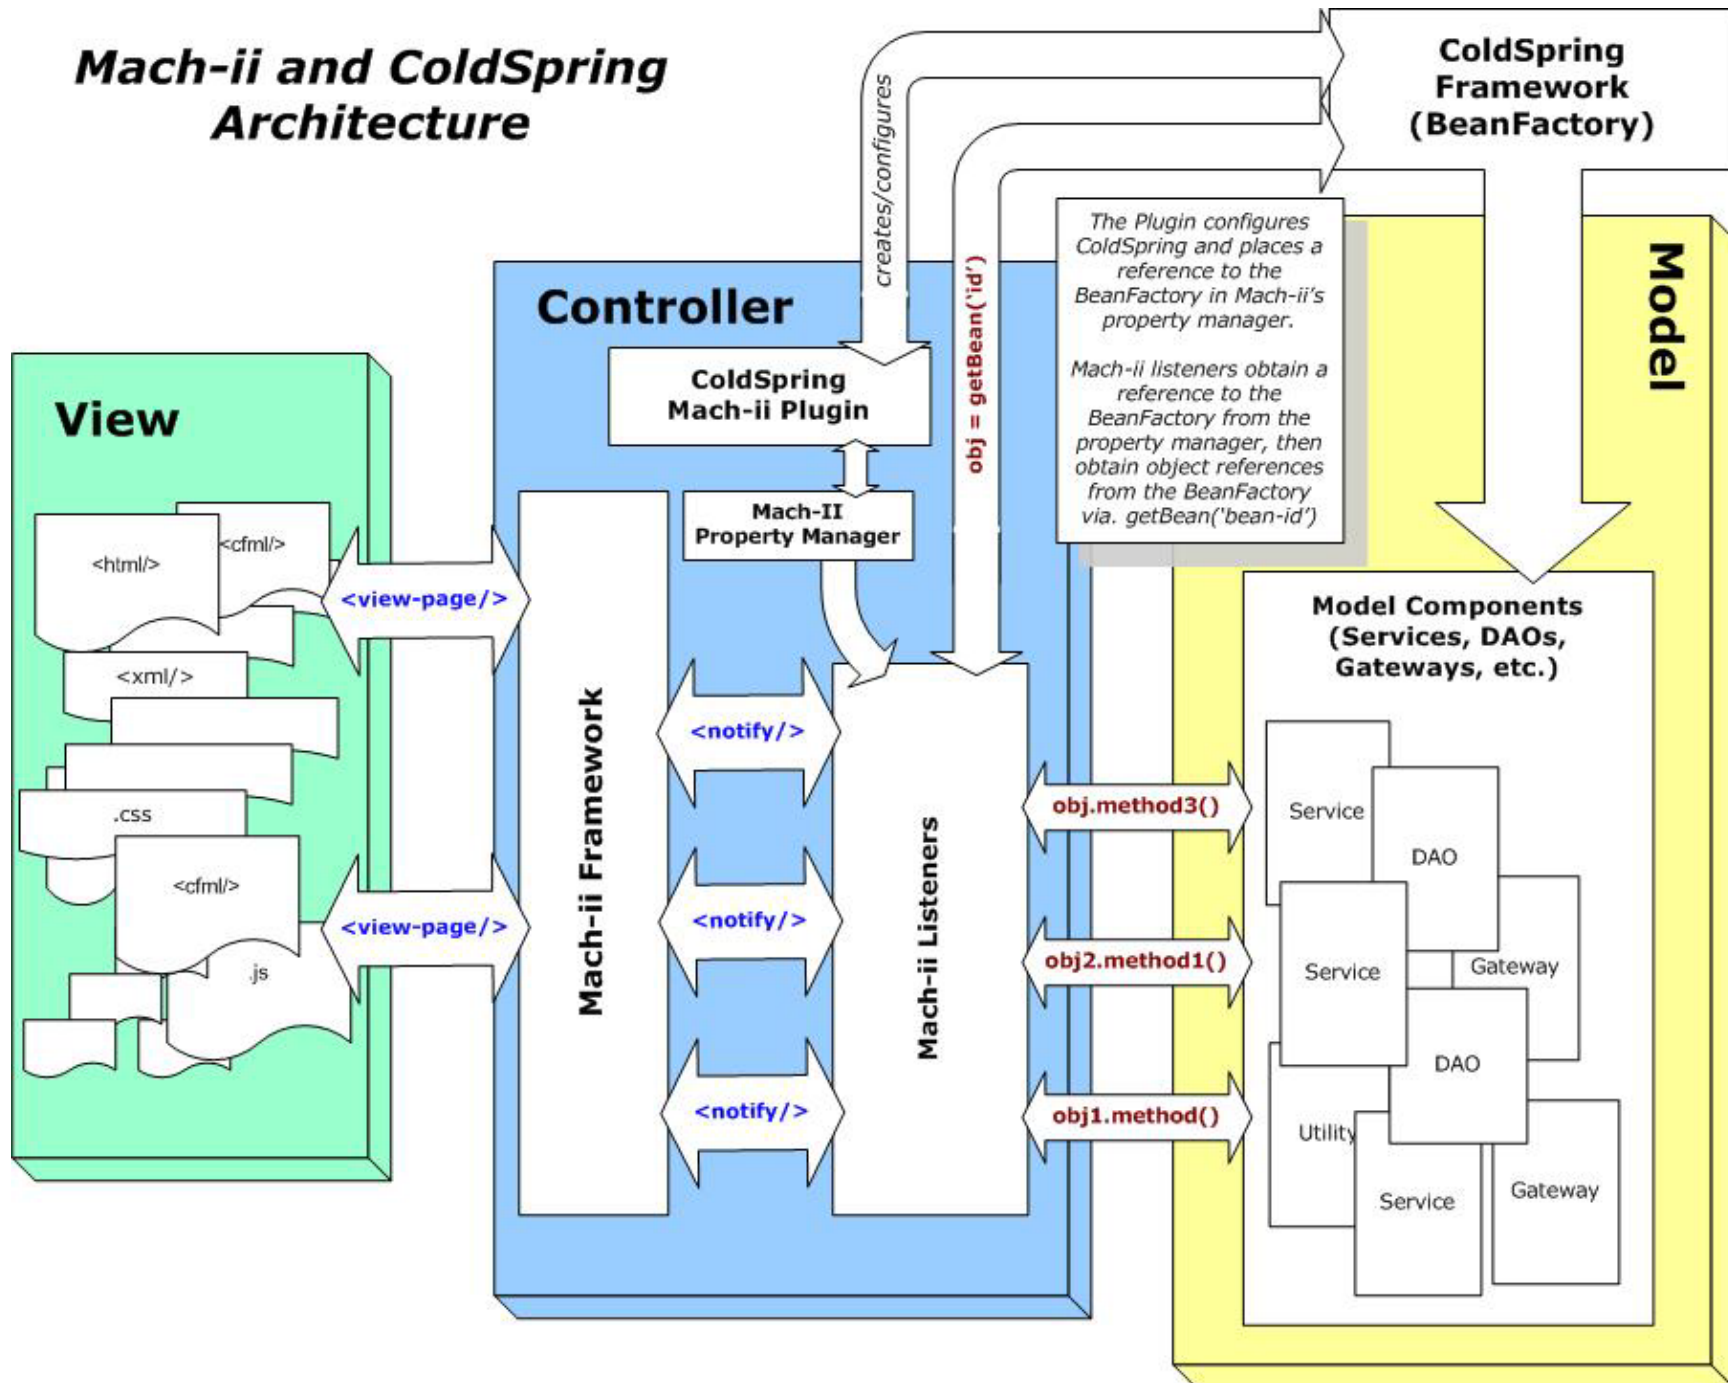 Mach-ii and ColdSpring
Architecture
ColdSpring
Framework
(BeanFactory)
creates/configures
obj = getBean(‘id’)
The Plugin configures
ColdSpring and places a
reference to the
BeanFactory in Mach-ii’s
property manager.
Mach-ii listeners obtain a
reference to the
BeanFactory from the
property manager, then
obtain object references
from the BeanFactory
via. getBean(‘bean-id’)
Model
Controller
ColdSpring
Mach-ii Plugin
Mach-II
Property Manager
View
<html/>
<cfml/>
<xml/>
.css
<cfml/>
.js
<view-page/>
<view-page/>
Mach-ii Framework
<notify/>
<notify/>
<notify/>
Mach-ii Listeners
obj.method3()
obj2.method1()
obj1.method()
Model Components
(Services, DAOs,
Gateways, etc.)
Service
DAO
Service
Gateway
DAO
Utility
Service
Gateway